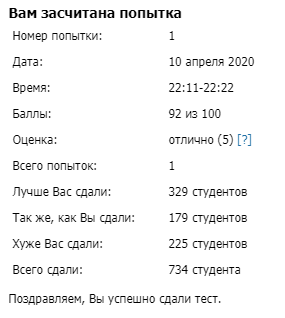 Вам засчитана попытка
Номер попытки: 1
Дата: 10 апреля 2020
Время: 22:11-22:22
Баллы: 92 из 100
Оценка: отлично (5) [?]
Всего попыток: 1
Лучше Вас сдали: 329 студентов
Так же, как Вы сдали: 179 студентов
Хуже Вас сдали: 225 студентов
Всего сдали: 734 студента
Поздравляем, Вы успешно сдали тест.